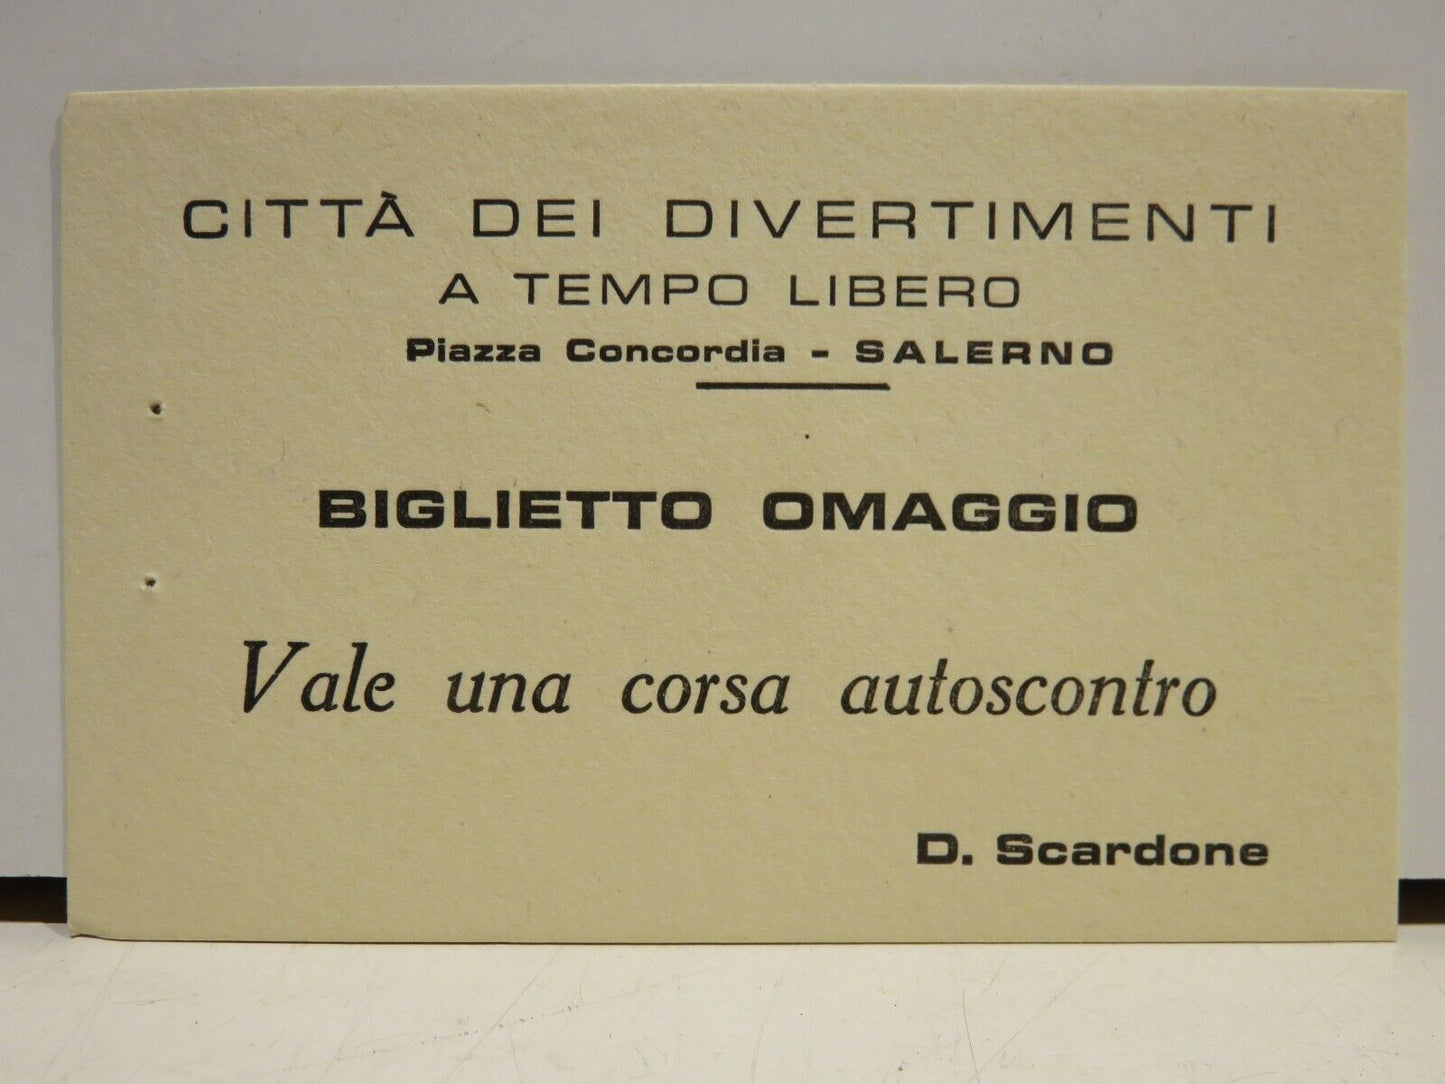 CITTÀ DEI DIVERTIMENTI
A TEMPO LIBERO
Piazza Concordia - SALERNO
BIGLIETTO OMAGGIO
Vale una corsa autoscontro
D. Scardone